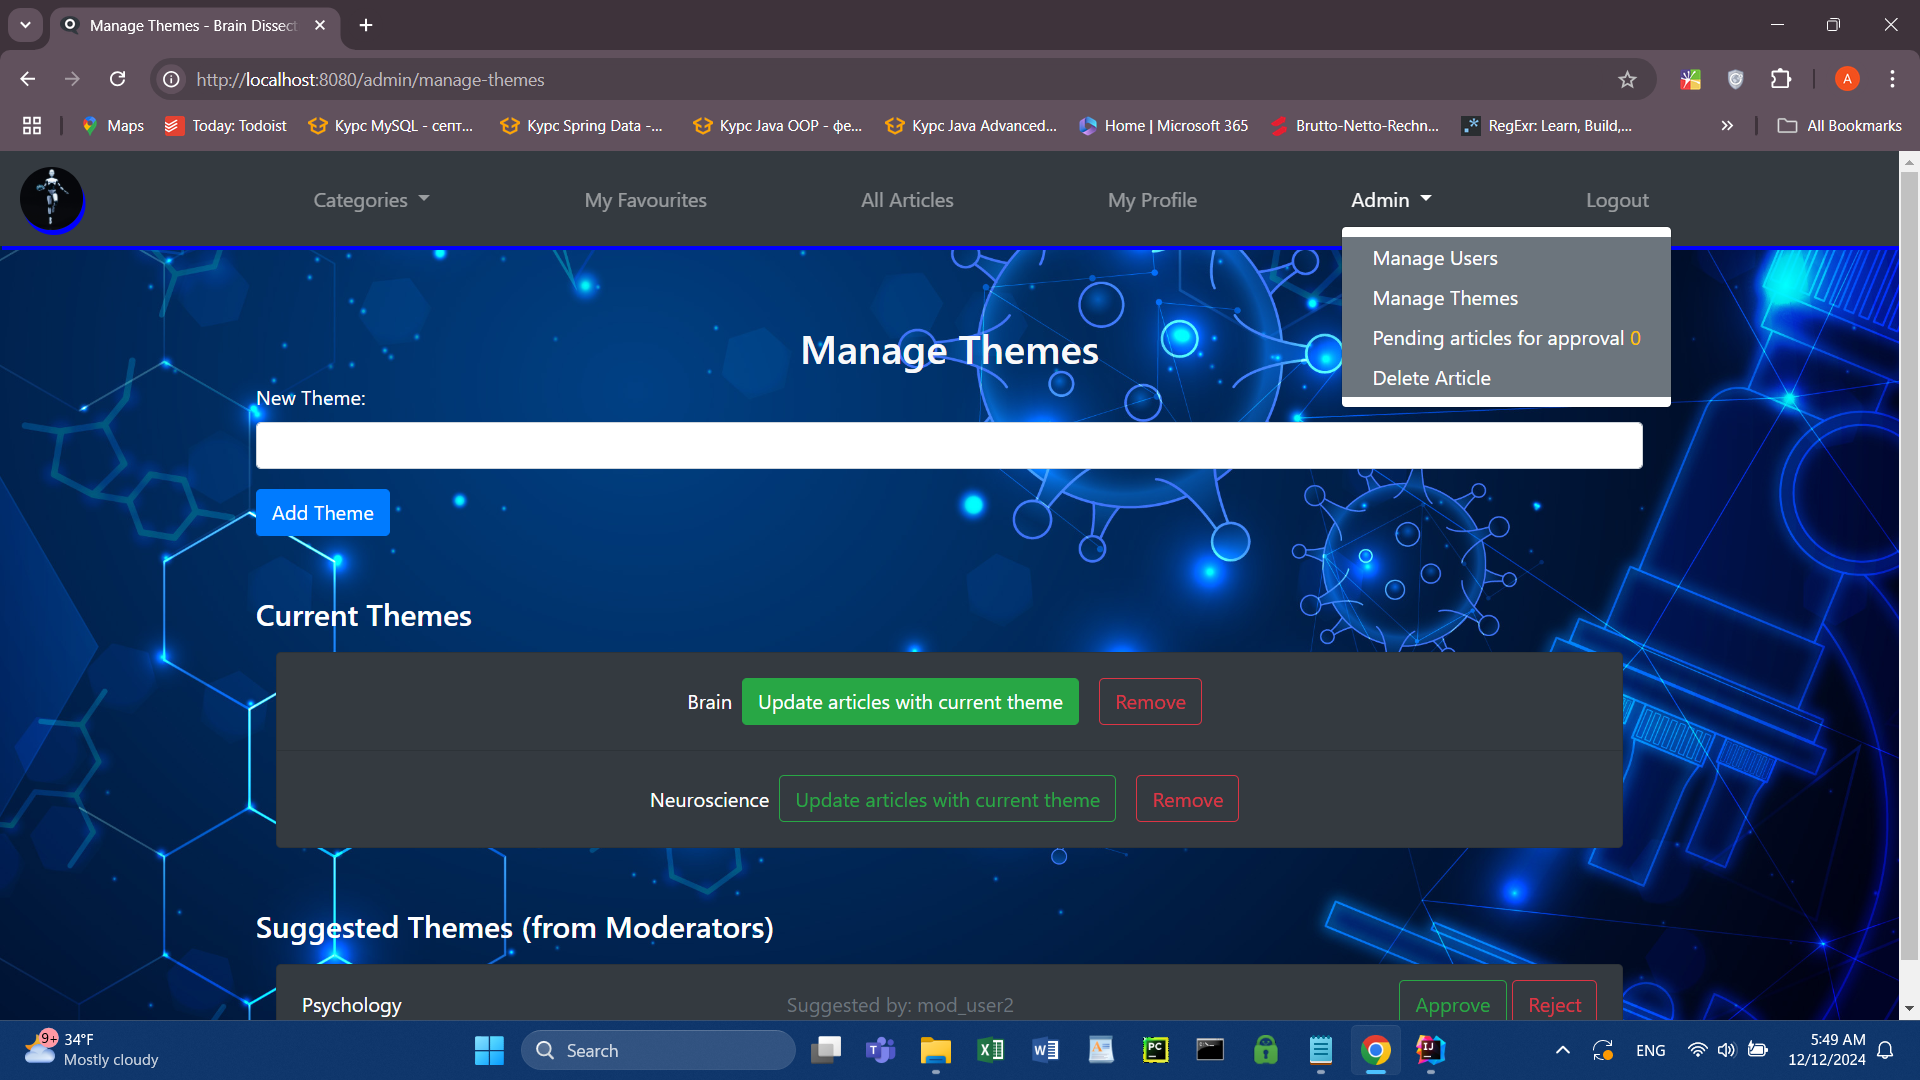 Manage Themes - Brain Dissect
http://localhost:8080/admin/manage-themes
A
Maps
Today: Todoist
Курс MySQL - септ...
Курс Spring Data -...
Курс Java OOP - фе...
Курс Java Advanced...
Home | Microsoft 365
Brutto-Netto-Rechn...
RegExr: Learn, Build,...
All Bookmarks
Categories
My Favourites
All Articles
My Profile
Admin
Logout
Manage Users
Manage Themes
Pending articles for approval 0
Delete Article
Manage Themes
New Theme:
Add Theme
Current Themes
Brain
Update articles with current theme
Remove
Neuroscience
Update articles with current theme
Remove
Suggested Themes (from Moderators)
Psychology
Suggested by: mod_user2
Approve
Reject
9+
34°F
Mostly cloudy
Search
PC
IJ
ENG
5:49 AM
12/12/2024